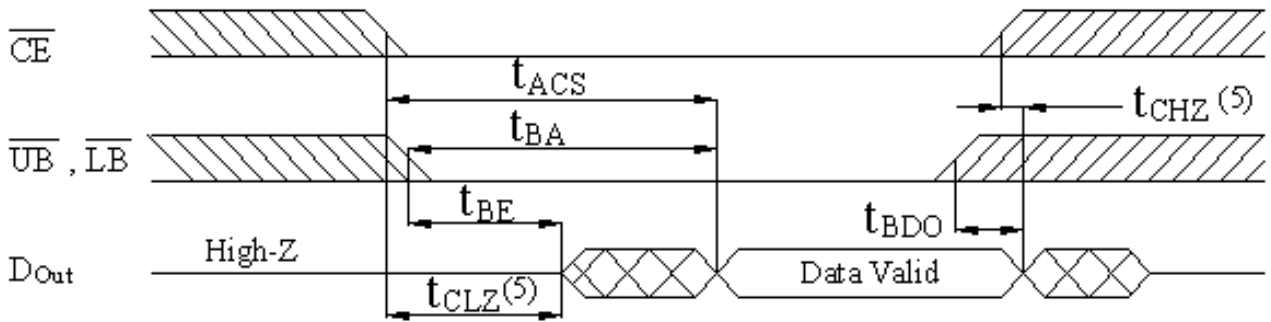 CE
tACS
tCHZ(5)
tBA
UB , LB
tBE
tBDO
High-Z
DOut
Data Valid
tCLZ(5)